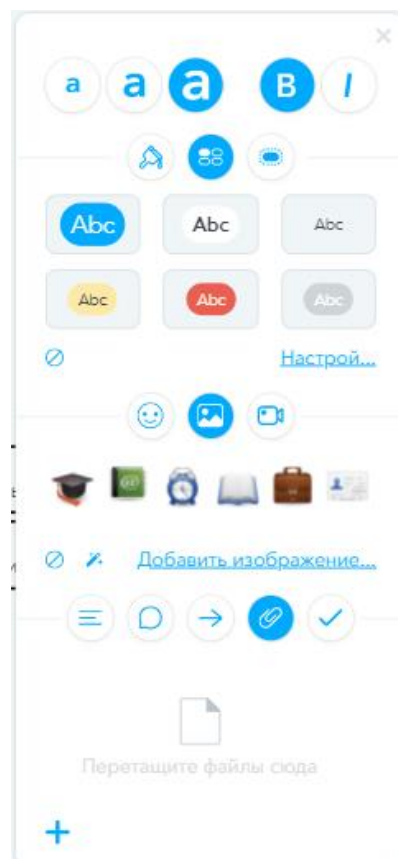 a a a B I
Abc Abc Abc
Abc Abc Abc
Настрой...
Добавить изображение...
Перетащите файлы сюда